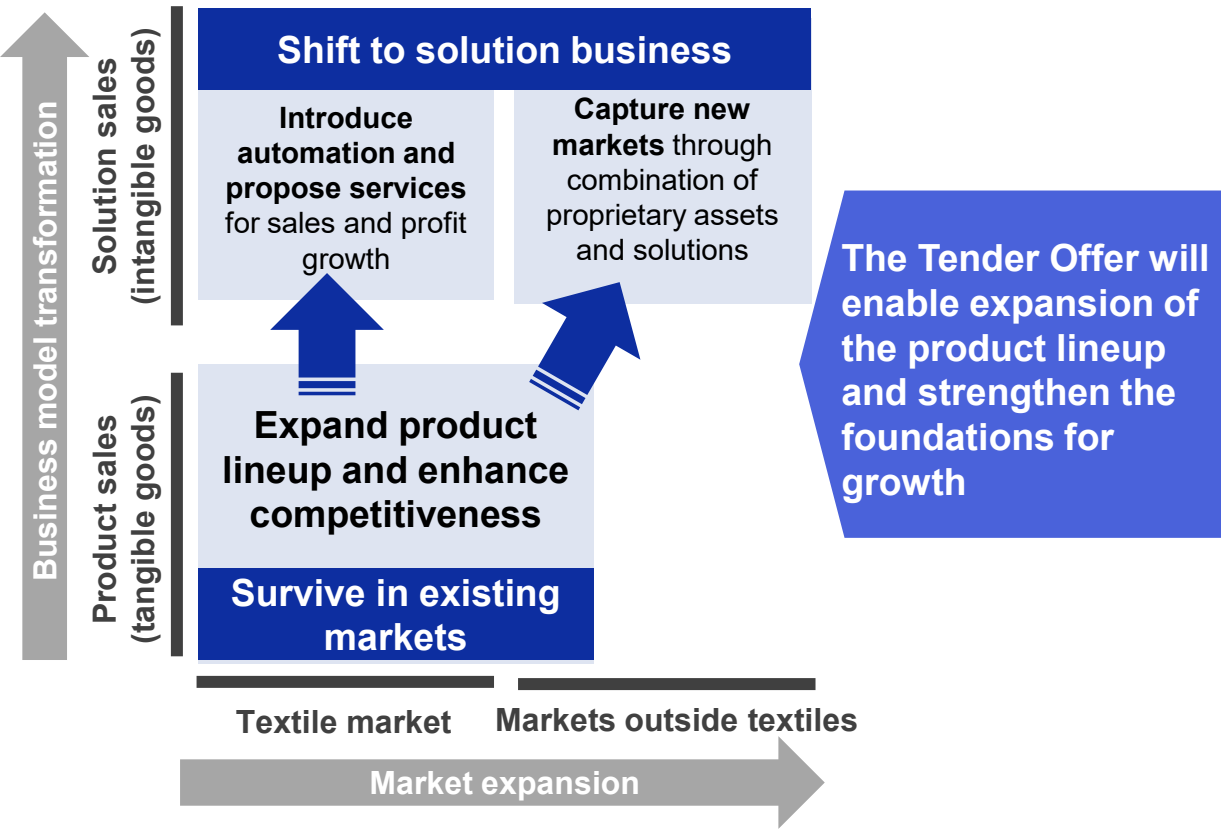 Shift to solution business
Introduce
automation and
propose services
for sales and profit
growth
Capture new
markets through
combination of
proprietary assets
and solutions
Expand product
lineup and enhance
competitiveness
Survive in existing
markets
Business model transformation
Solution sales
(intangible goods)
Product sales
(tangible goods)
Textile market
Markets outside textiles
Market expansion
The Tender Offer will
enable expansion of
the product lineup
and strengthen the
foundations for
growth